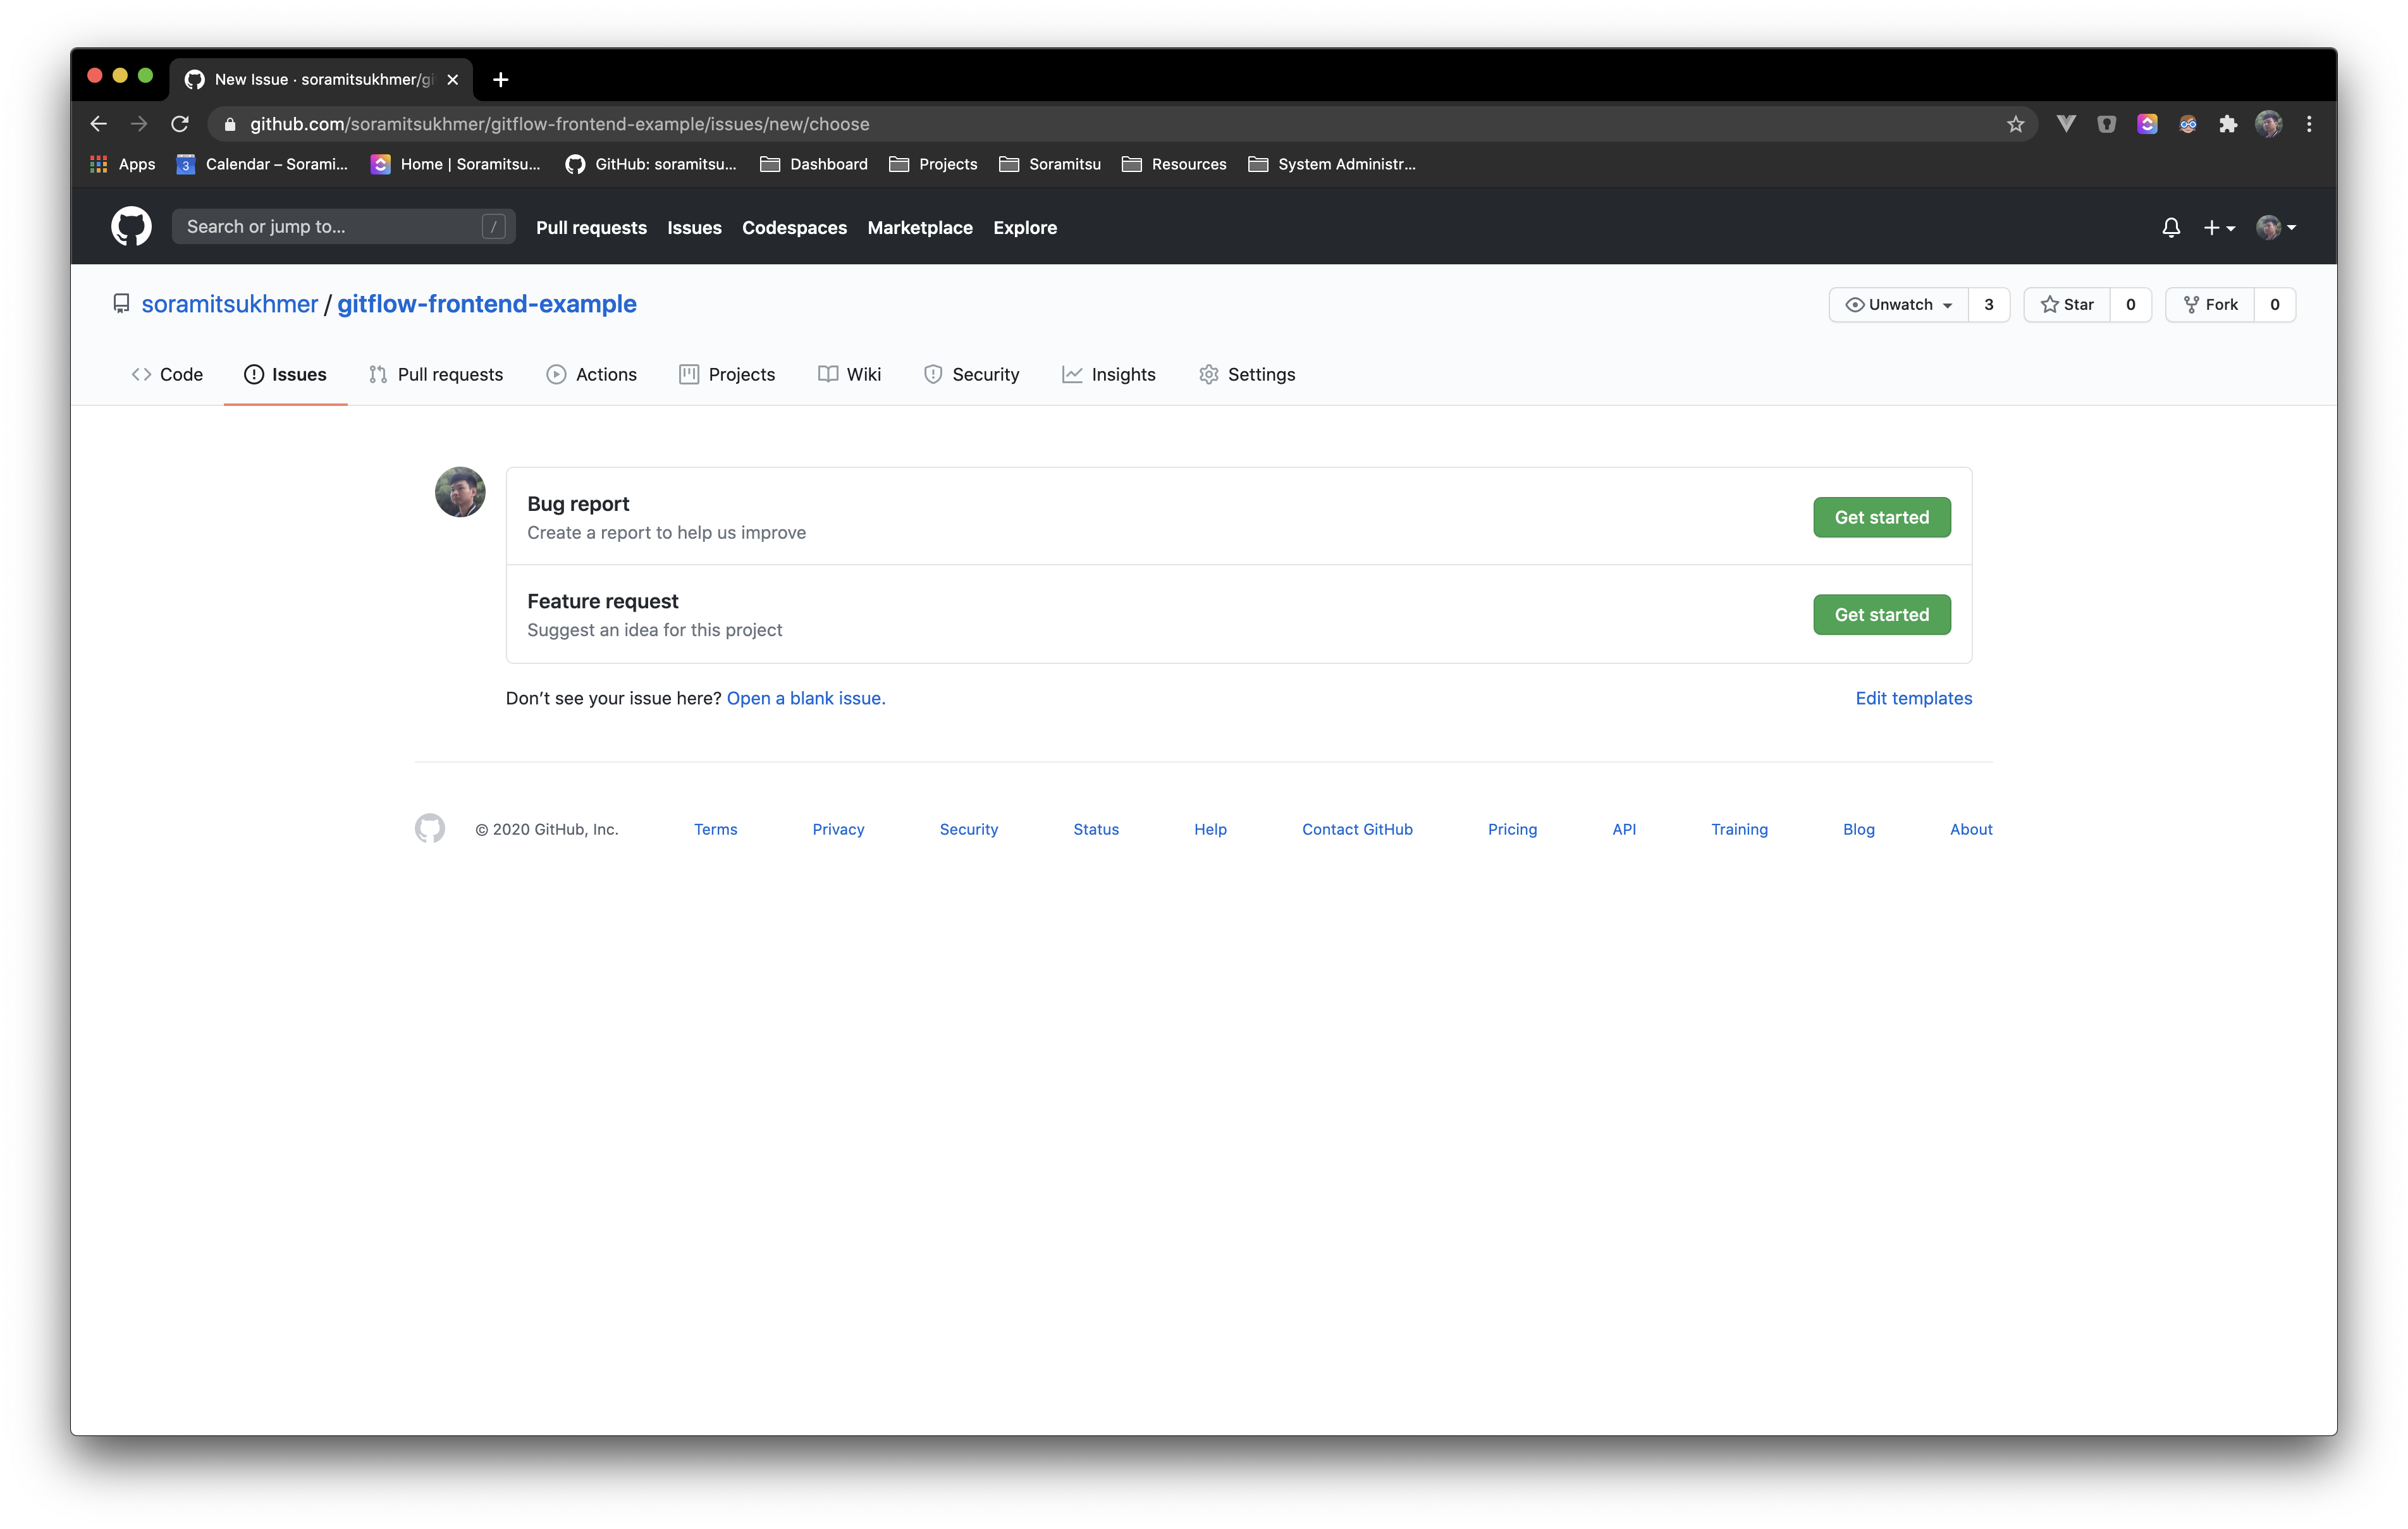 New Issue · soramitsukhmer/gi
github.com/soramitsukhmer/gitflow-frontend-example/issues/new/choose
Apps 3 Calendar – Sorami... Home | Soramitsu... GitHub: soramitsu... Dashboard Projects Soramitsu Resources System Administr...
Search or jump to... / Pull requests Issues Codespaces Marketplace Explore
soramitsukhmer / gitflow-frontend-example Unwatch 3 Star 0 Fork 0
Code Issues Pull requests Actions Projects Wiki Security Insights Settings
Bug report
Create a report to help us improve
Get started
Feature request
Suggest an idea for this project
Get started
Don’t see your issue here? Open a blank issue. Edit templates
© 2020 GitHub, Inc. Terms Privacy Security Status Help Contact GitHub Pricing API Training Blog About